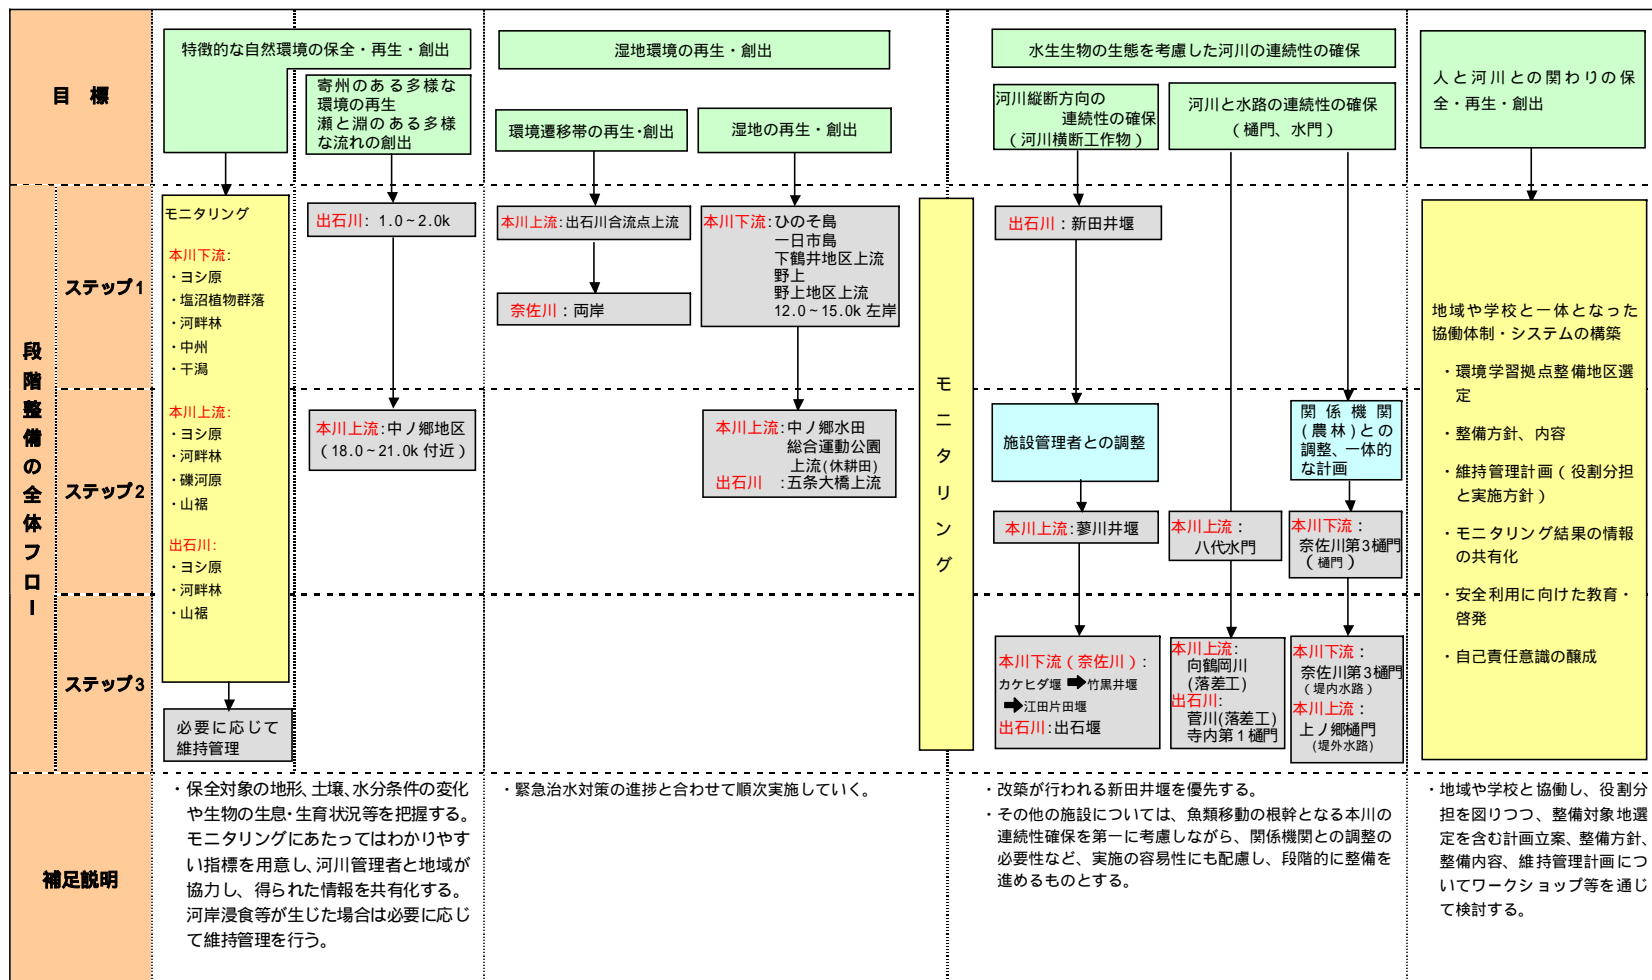 目 標
特徴的な自然環境の保全・再生・創出
寄州のある多様な
環境の再生
瀬と淵のある多様
な流れの創出
湿地環境の再生・創出
環境遷移帯の再生・創出
湿地の再生・創出
水生生物の生態を考慮した河川の連続性の確保
河川縦断方向の
連続性の確保
(河川横断工作物)
河川と水路の連続性の確保
(樋門、水門)
人と河川との関わりの保
全・再生・創出
段階整備の全体フロー
ステップ1
ステップ2
ステップ3
モニタリング
本川下流:
・ヨシ原
・塩沼植物群落
・河畔林
・中州
・干潟
本川上流:
・ヨシ原
・河畔林
・礫河原
・山裾
出石川:
・ヨシ原
・河畔林
・山裾
必要に応じて
維持管理
出石川: 1.0~2.0k
本川上流:中ノ郷地区
(18.0~21.0k 付近)
本川上流:出石川合流点上流
奈佐川:両岸
本川下流:ひのそ島
一日市島
下鶴井地区上流
野上
野上地区上流
12.0~15.0k 左岸
本川上流:中ノ郷水田
総合運動公園
上流(休耕田)
出石川 :五条大橋上流
モニタリング
出石川:新田井堰
施設管理者との調整
本川上流:蓼川井堰
本川下流(奈佐川):
カケヒダ堰➡竹黒井堰
➡江田片田堰
出石川:出石堰
本川上流:
八代水門
本川上流:
向鶴岡川
(落差工)
出石川:
菅川(落差工)
寺内第1樋門
関係機関
(農林)との
調整、一体的
な計画
本川下流:
奈佐川第3樋門
(樋門)
本川下流:
奈佐川第3樋門
(堤内水路)
本川上流:
上ノ郷樋門
(堤外水路)
地域や学校と一体となった
協働体制・システムの構築
・環境学習拠点整備地区選
定
・整備方針、内容
・維持管理計画(役割分担
と実施方針)
・モニタリング結果の情報
の共有化
・安全利用に向けた教育・
啓発
・自己責任意識の醸成
補足説明
・保全対象の地形、土壌、水分条件の変化
や生物の生息・生育状況等を把握する。
モニタリングにあたってはわかりやす
い指標を用意し、河川管理者と地域が
協力し、得られた情報を共有化する。
河岸浸食等が生じた場合は必要に応じ
て維持管理を行う。
・緊急治水対策の進捗と合わせて順次実施していく。
・改築が行われる新田井堰を優先する。
・その他の施設については、魚類移動の根幹となる本川の
連続性確保を第一に考慮しながら、関係機関との調整の
必要性など、実施の容易性にも配慮し、段階的に整備を
進めるものとする。
・地域や学校と協働し、役割分
担を図りつつ、整備対象地選
定を含む計画立案、整備方針、
整備内容、維持管理計画につ
いてワークショップ等を通じ
て検討する。